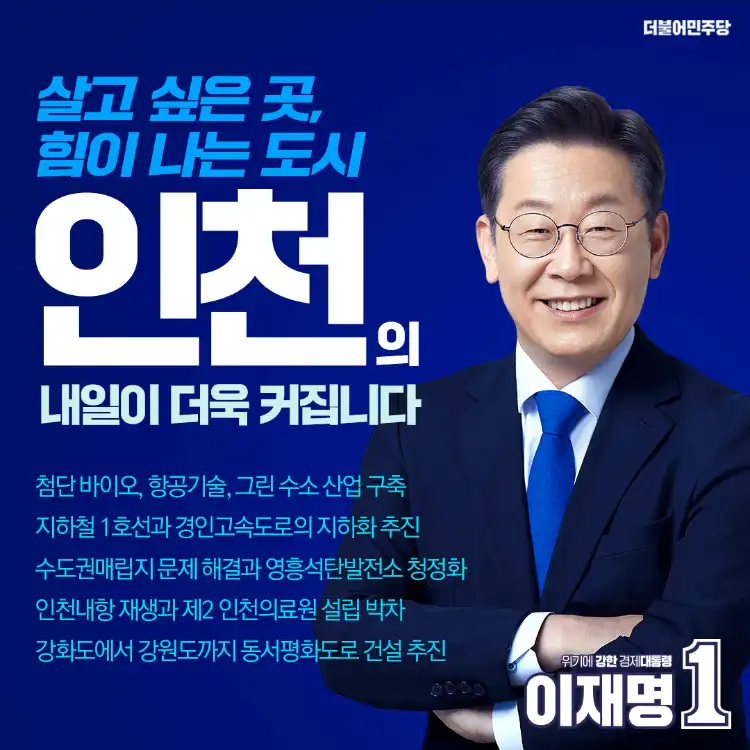 더불어민주당
살고 싶은 곳,
힘이 나는 도시
인천의
내일이 더욱 커집니다
첨단 바이오, 항공기술, 그린 수소 산업 구축
지하철 1호선과 경인고속도로의 지하화 추진
수도권매립지 문제 해결과 영흥석탄발전소 청정화
인천내항 재생과 제2 인천의료원 설립 박차
강화도에서 강원도까지 동서평화도로 건설 추진
위기에 강한 경제대통령
이재명 1